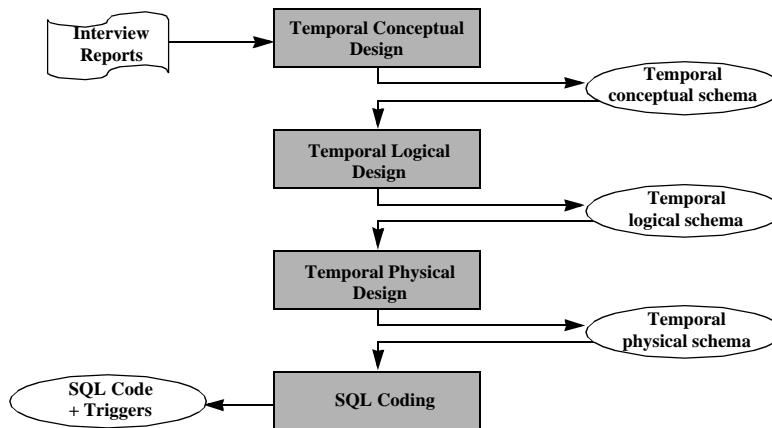 Interview
Reports
Temporal Conceptual
Design
Temporal
conceptual schema
Temporal Logical
Design
Temporal
logical schema
Temporal Physical
Design
Temporal
physical schema
SQL Coding
SQL Code
+ Triggers